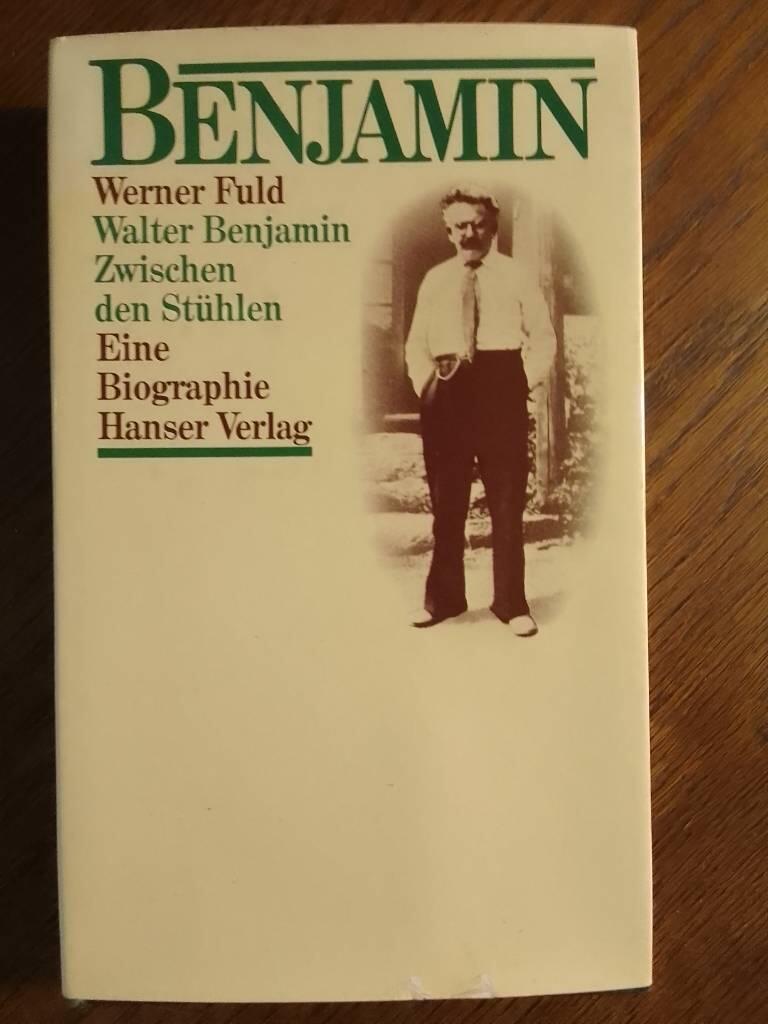 BENJAMIN
Werner Fuld
Walter Benjamin
Zwischen
den Stühlen
Eine
Biographie
Hanser Verlag